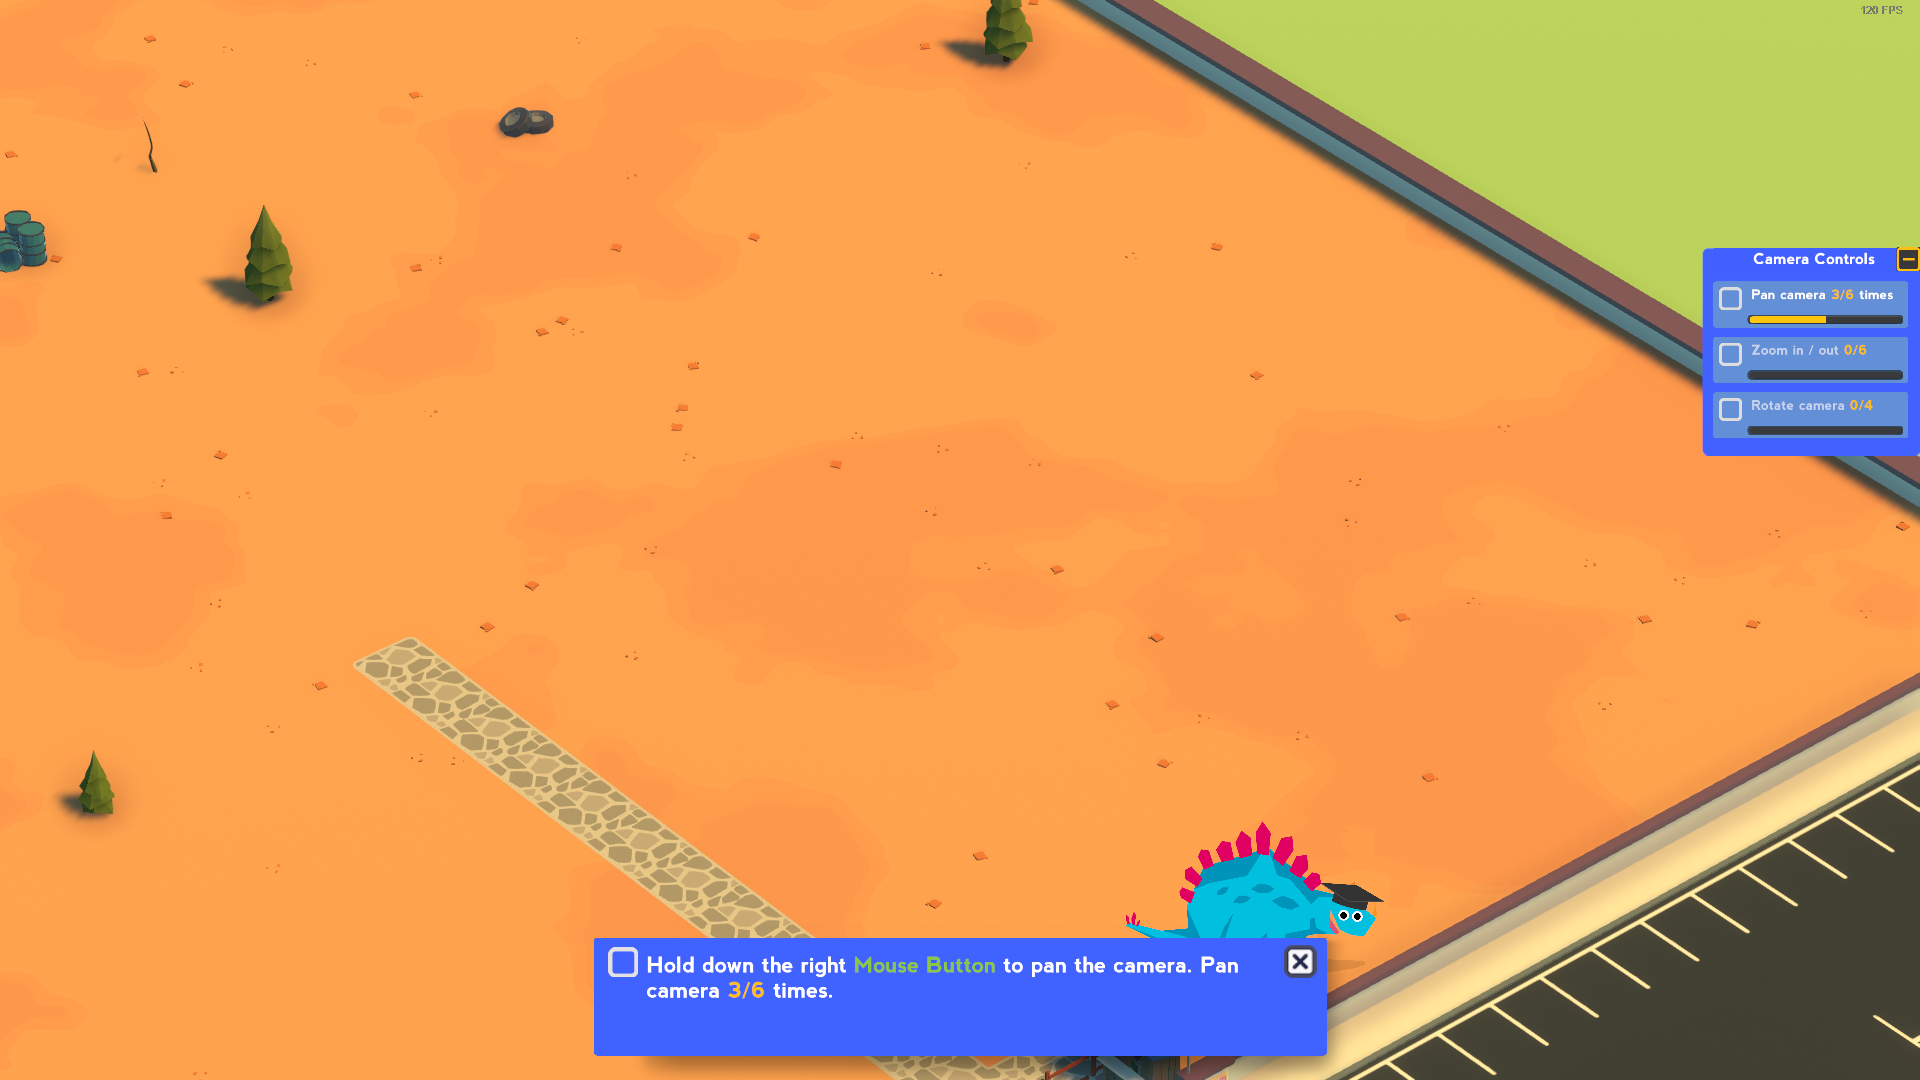 120 FPS
Camera Controls
Pan camera 3/6 times
Zoom in / out 0/6
Rotate camera 0/4
Hold down the right Mouse Button to pan the camera. Pan
camera 3/6 times.